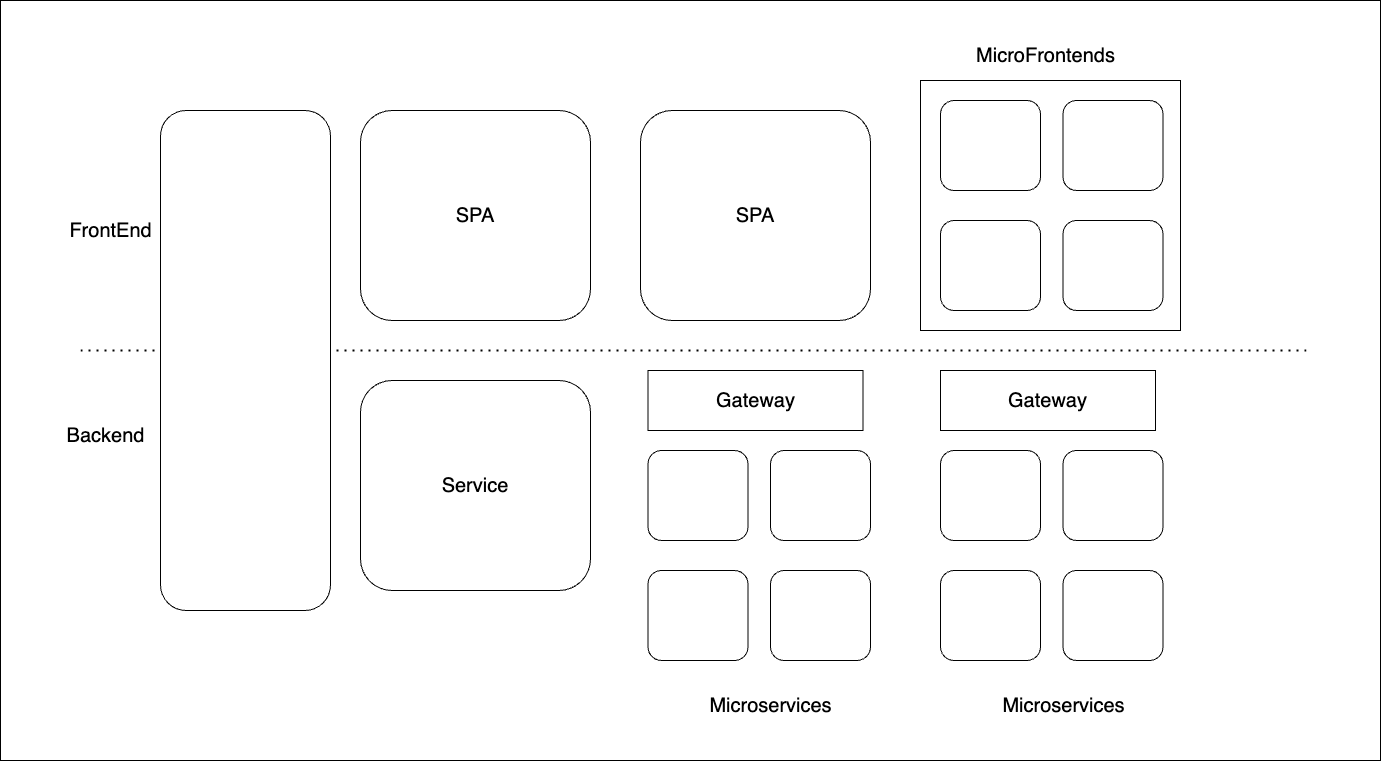 MicroFrontends
SPA
SPA
FrontEnd
Gateway
Gateway
Backend
Service
Microservices
Microservices